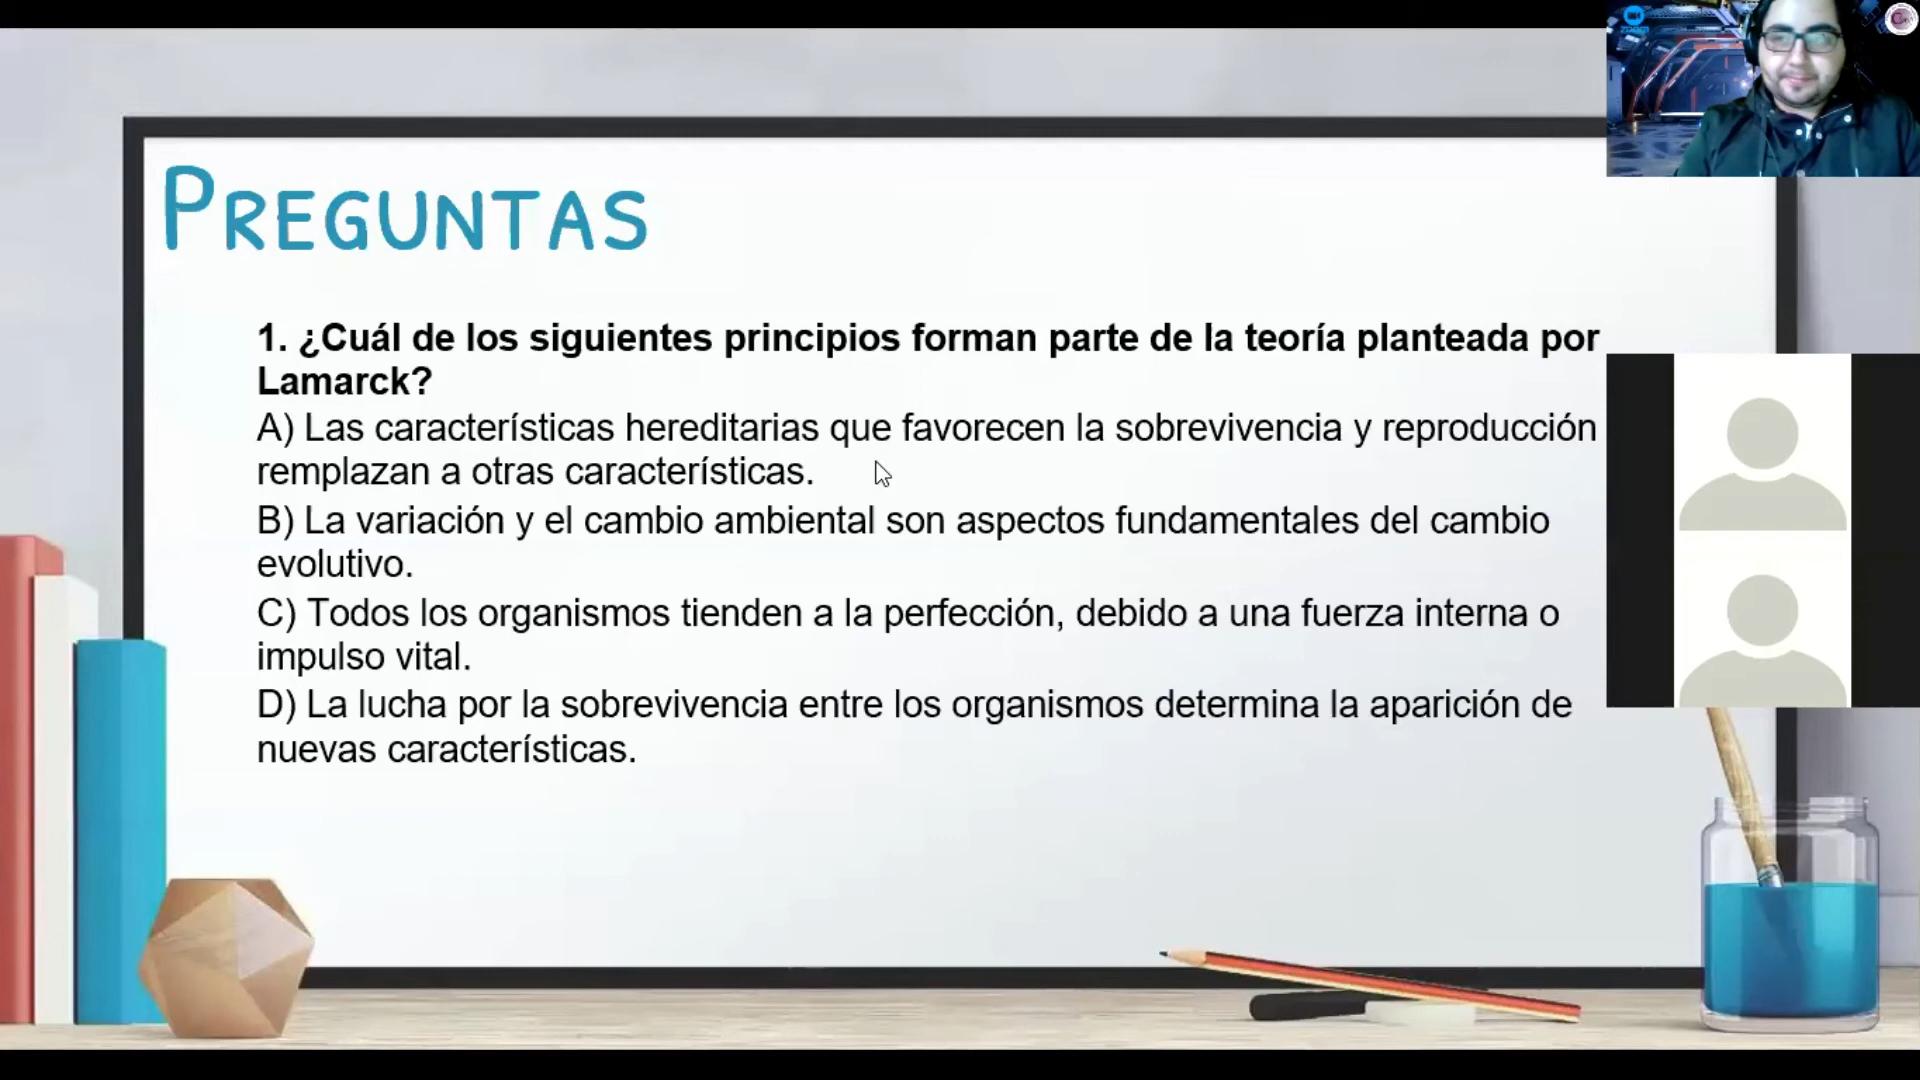 zoom
PREGUNTAS
1. ¿Cuál de los siguientes principios forman parte de la teoría planteada por
Lamarck?
A) Las características hereditarias que favorecen la sobrevivencia y reproducción
remplazan a otras características.
B) La variación y el cambio ambiental son aspectos fundamentales del cambio
evolutivo.
C) Todos los organismos tienden a la perfección, debido a una fuerza interna o
impulso vital.
D) La lucha por la sobrevivencia entre los organismos determina la aparición de
nuevas características.